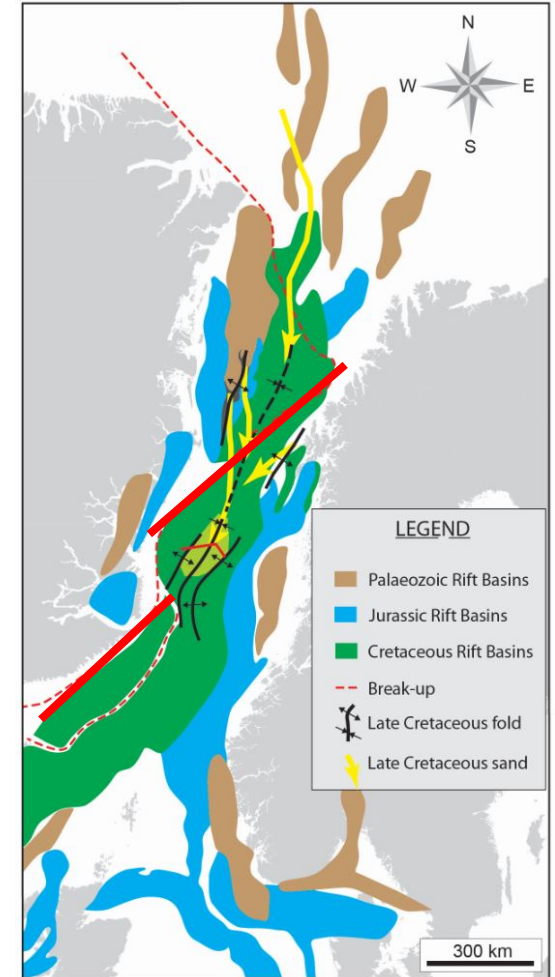 N
W E
S
LEGEND
Palaeozoic Rift Basins
Jurassic Rift Basins
Cretaceous Rift Basins
Break-up
Late Cretaceous fold
Late Cretaceous sand
300 km